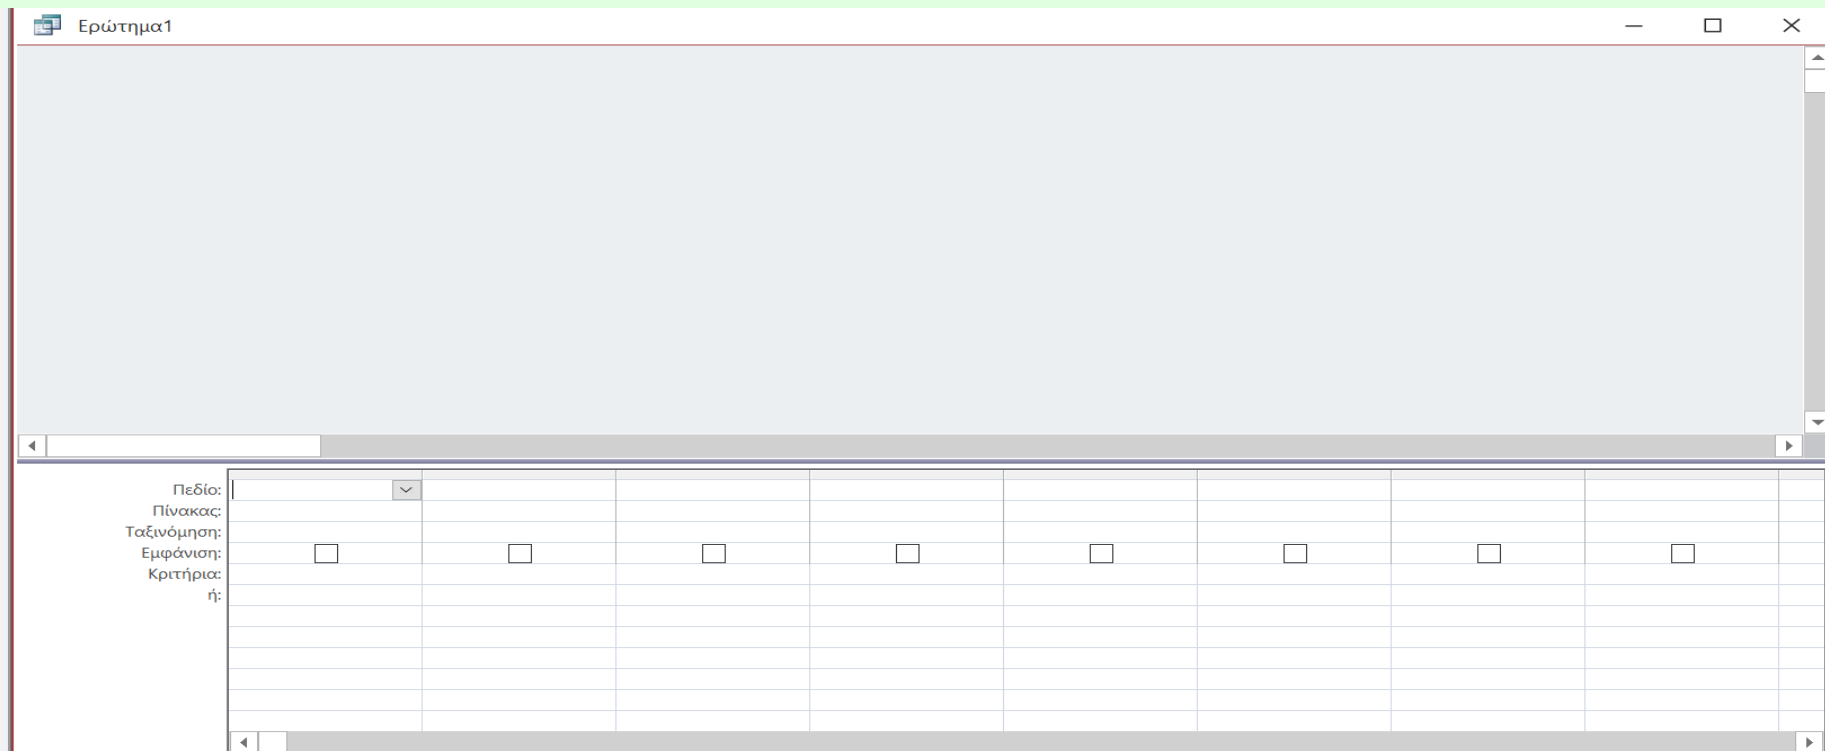 Ερώτημα1
Πεδίο:
Πίνακας:
Ταξινόμηση:
Εμφάνιση:
Κριτήρια:
ή: